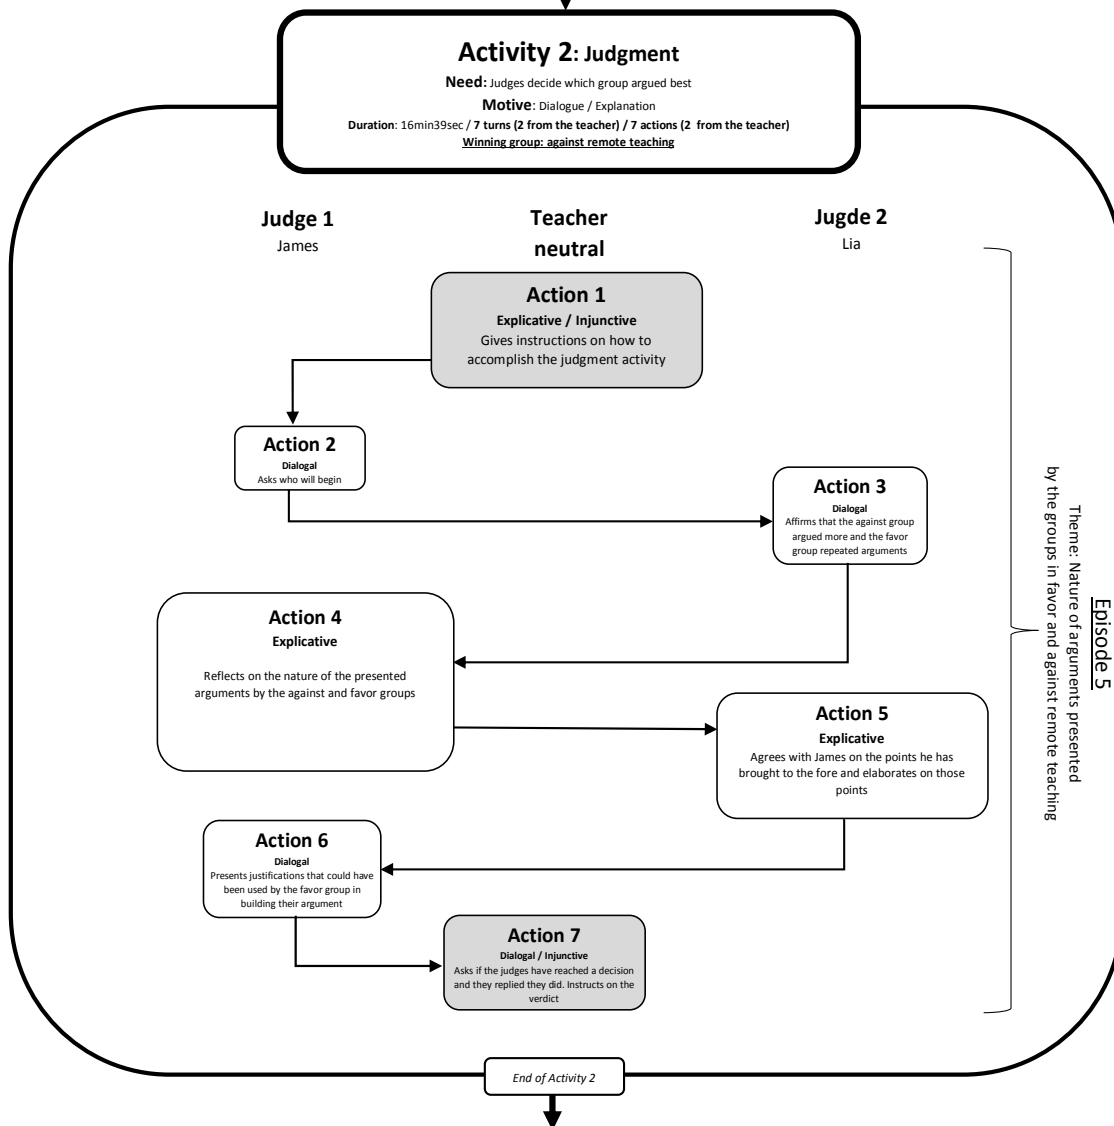 Activity 2: Judgment
Need: Judges decide which group argued best
Motive: Dialogue / Explanation
Duration: 16min39sec / 7 turns (2 from the teacher) / 7 actions (2 from the teacher)
Winning group: against remote teaching
Judge 1
James
Teacher
neutral
Jugde 2
Lia
Action 1
Explicative / Injunctive
Gives instructions on how to
accomplish the judgment activity
Action 2
Dialogal
Asks who will begin
Action 3
Dialogal
Affirms that the against group
argued more and the favor
group repeated arguments
Action 4
Explicative
Reflects on the nature of the presented
arguments by the against and favor groups
Action 5
Explicative
Agrees with James on the points he has
brought to the fore and elaborates on those
points
Action 6
Dialogal
Presents justifications that could have
been used by the favor group in
building their argument
Action 7
Dialogal / Injunctive
Asks if the judges have reached a decision
and they replied they did. Instructs on the
verdict
Episode 5
Theme: Nature of arguments presented
by the groups in favor and against remote teaching
End of Activity 2